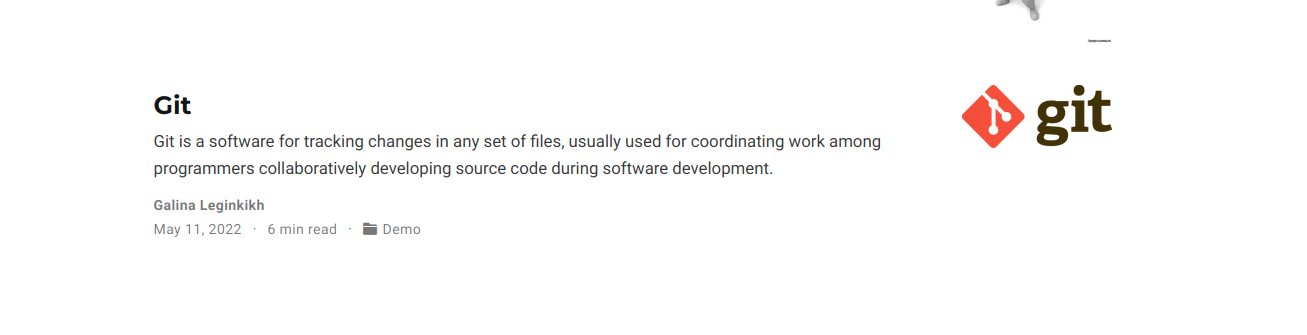 Git
git
Git is a software for tracking changes in any set of files, usually used for coordinating work among
programmers collaboratively developing source code during software development.
Galina Leginkikh
May 11, 2022 · 6 min read · Demo